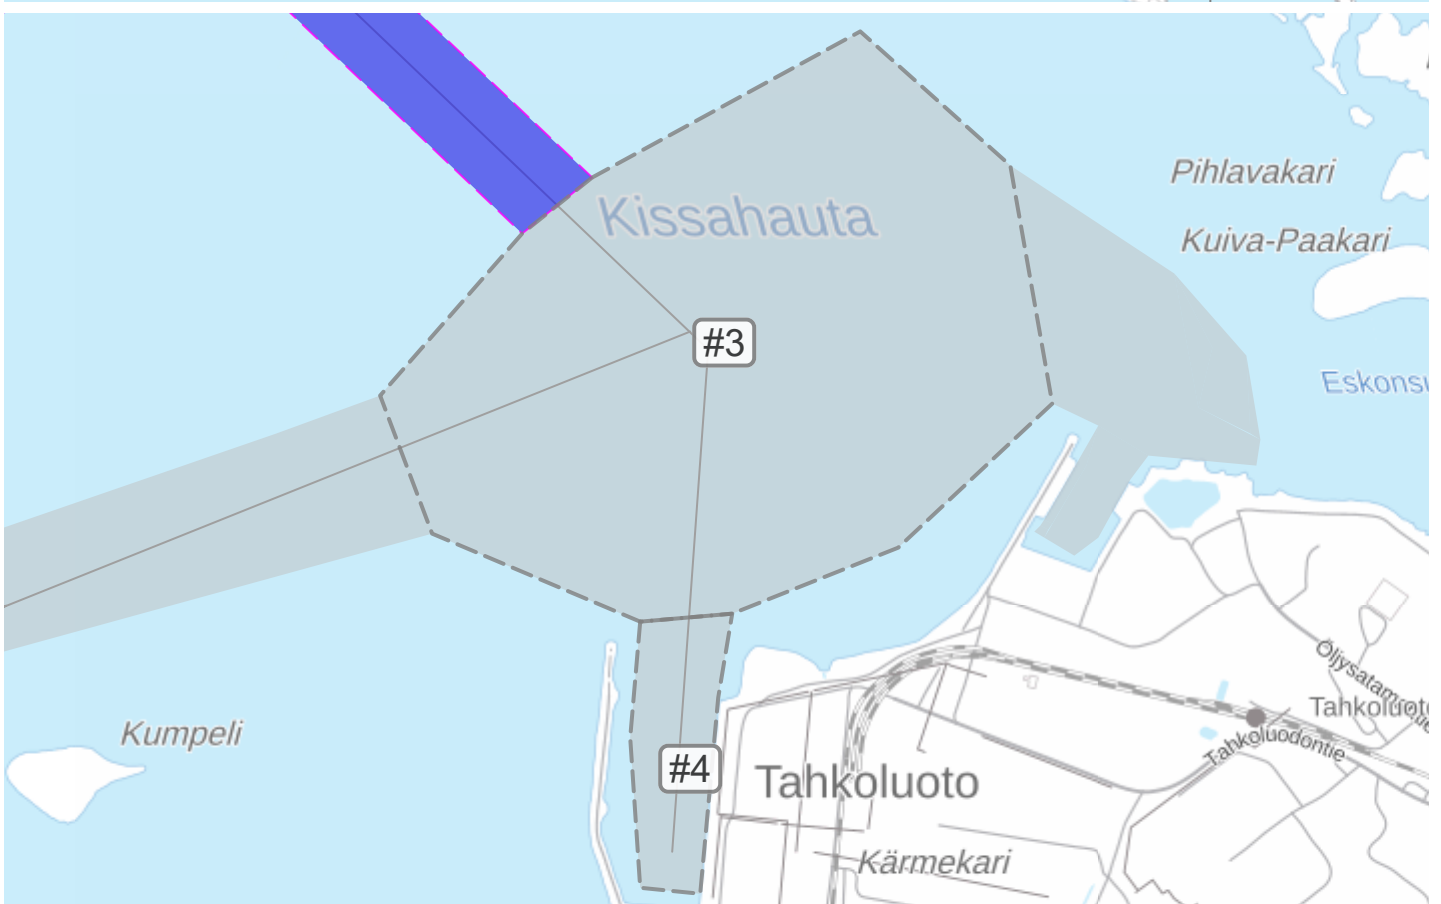 Pihlavakari
Kissahauta
Kuiva-Paakari
#3
Kumpeli
#4
Tahkoluoto
Tahkoluodontie
Kärmekari